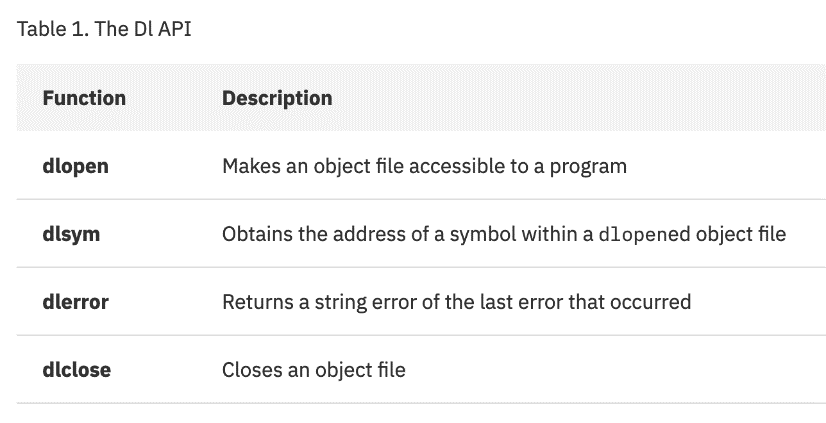 Table 1. The Dl API
Function Description
dlopen Makes an object file accessible to a program
dlsym Obtains the address of a symbol within a dlopened object file
dlerror Returns a string error of the last error that occurred
dlclose Closes an object file